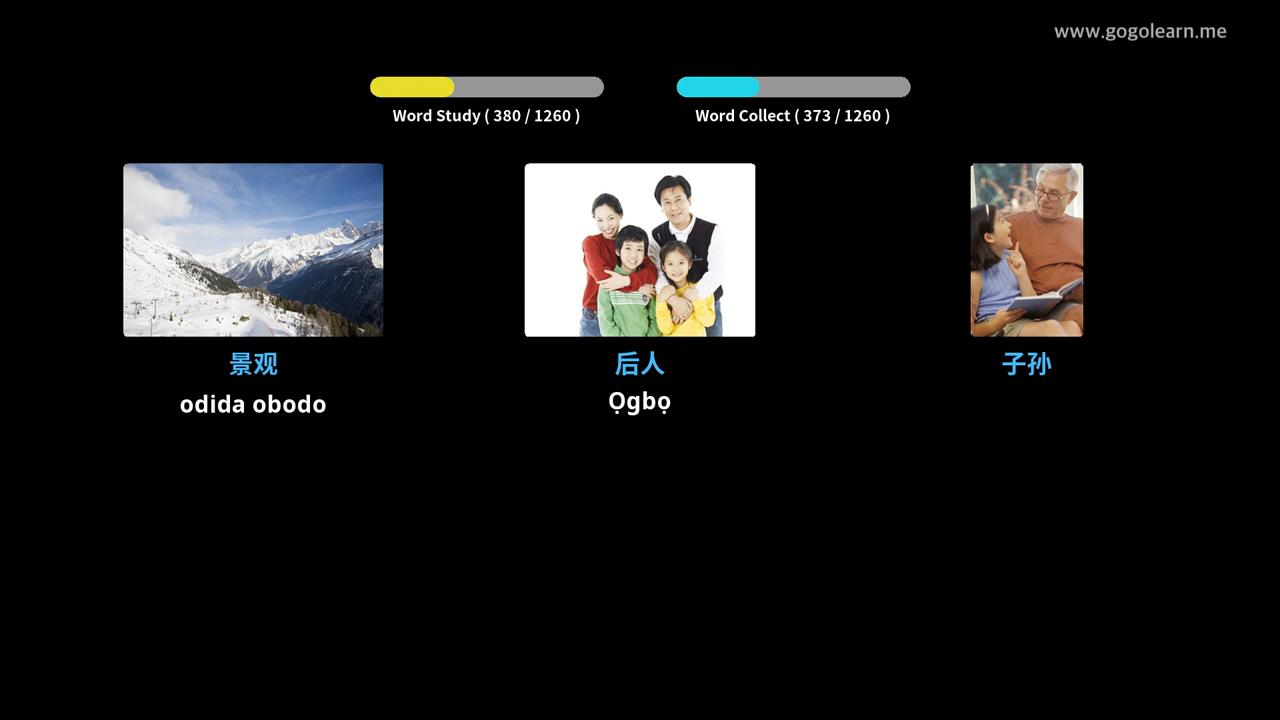 www.gogolearn.me
Word Study ( 380 / 1260 )
Word Collect ( 373 / 1260 )
景观
odida obodo
后人
Ọgbọ
子孙